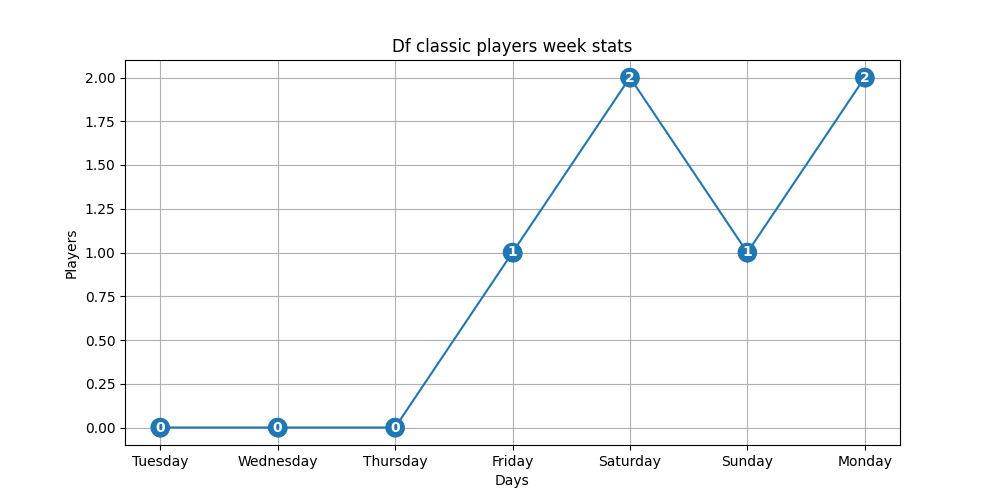 Df classic players week stats
2.00
1.75
1.50
1.25
1.00
0.75
0.50
0.25
0.00
Players
0 0 0 1 2 1 2
Tuesday Wednesday Thursday Friday Saturday Sunday Monday
Days